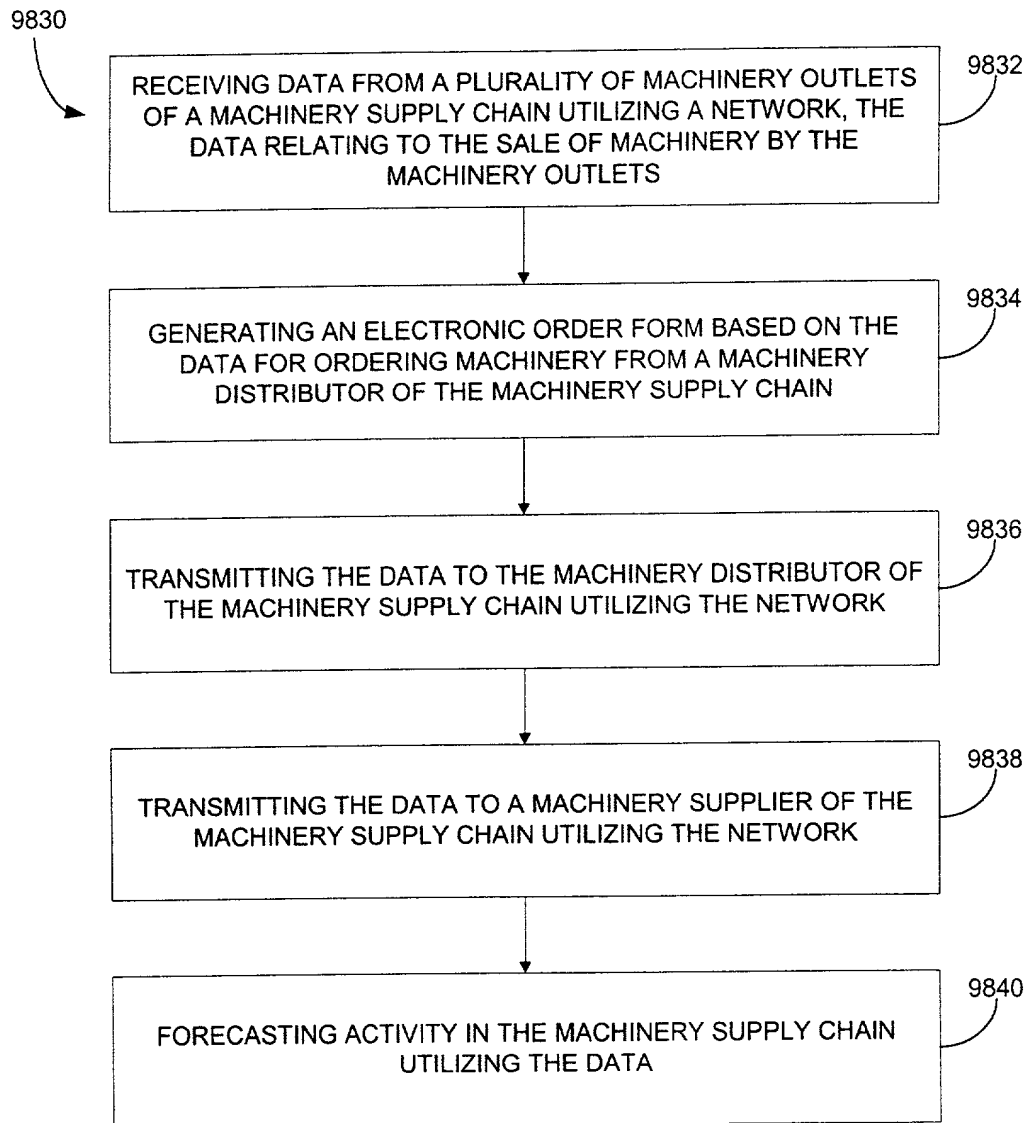 9830
RECEIVING DATA FROM A PLURALITY OF MACHINERY OUTLETS
OF A MACHINERY SUPPLY CHAIN UTILIZING A NETWORK, THE
DATA RELATING TO THE SALE OF MACHINERY BY THE
MACHINERY OUTLETS
9832
GENERATING AN ELECTRONIC ORDER FORM BASED ON THE
DATA FOR ORDERING MACHINERY FROM A MACHINERY
DISTRIBUTOR OF THE MACHINERY SUPPLY CHAIN
9834
TRANSMITTING THE DATA TO THE MACHINERY DISTRIBUTOR OF
THE MACHINERY SUPPLY CHAIN UTILIZING THE NETWORK
9836
TRANSMITTING THE DATA TO A MACHINERY SUPPLIER OF THE
MACHINERY SUPPLY CHAIN UTILIZING THE NETWORK
9838
FORECASTING ACTIVITY IN THE MACHINERY SUPPLY CHAIN
UTILIZING THE DATA
9840